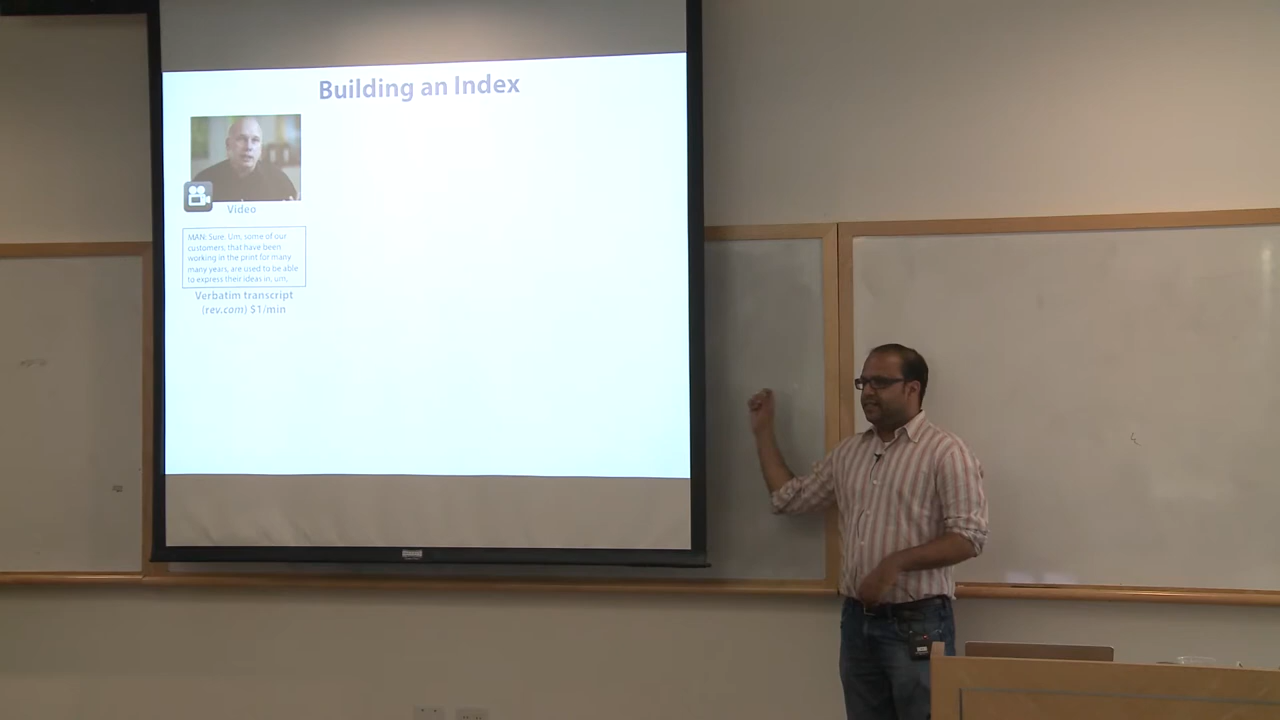 Building an Index
Video
MAN: Sure. Um, some of our
customers, that have been
working in the print for many
many years, are used to be able
to express their ideas in, um,
Verbatim transcript
(rev.com) $1/min